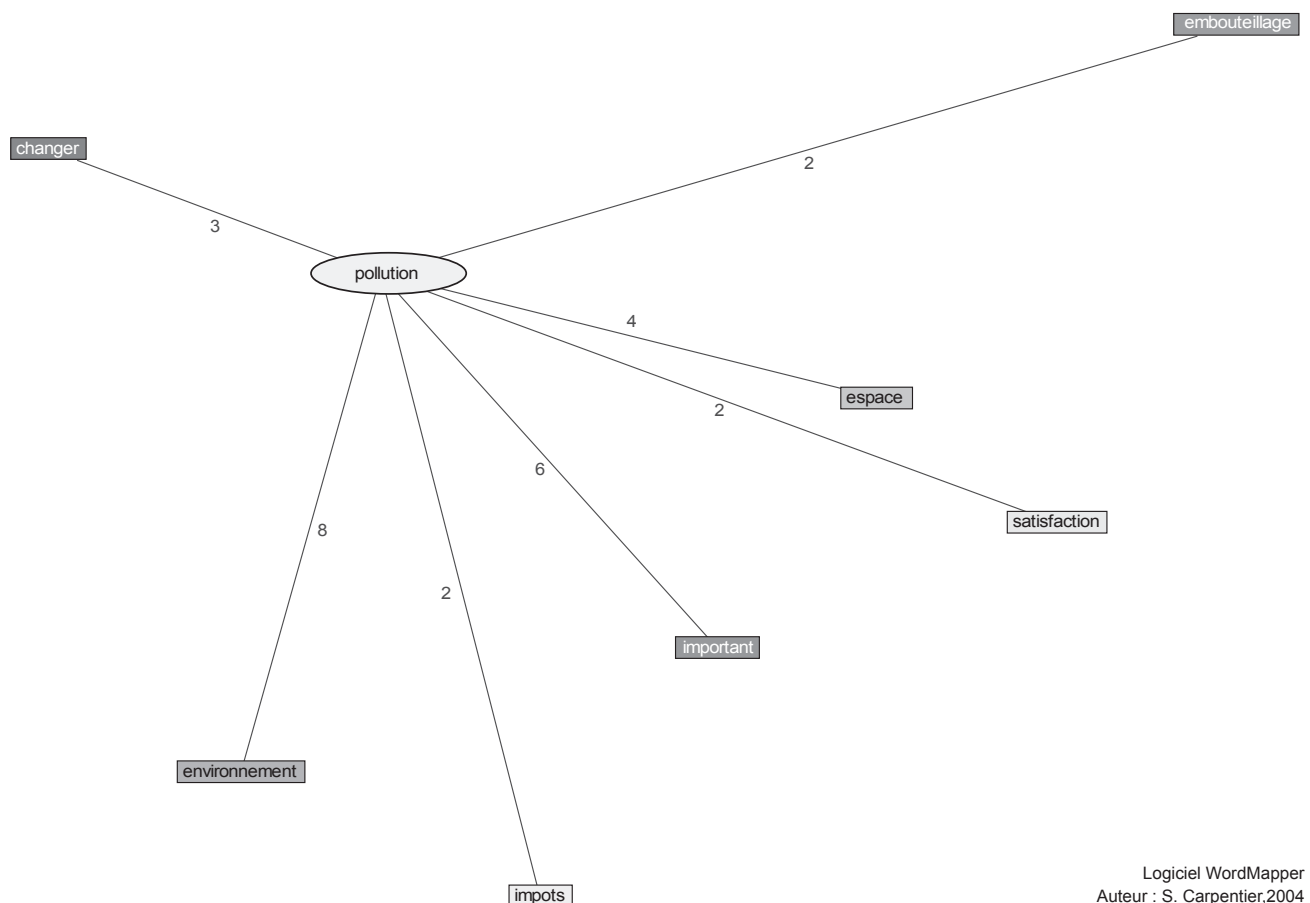 embouteillage
changer
2
3
pollution
4
espace
2
6
satisfaction
8
2
important
environnement
impots
Logiciel WordMapper
Auteur : S. Carpentier,2004